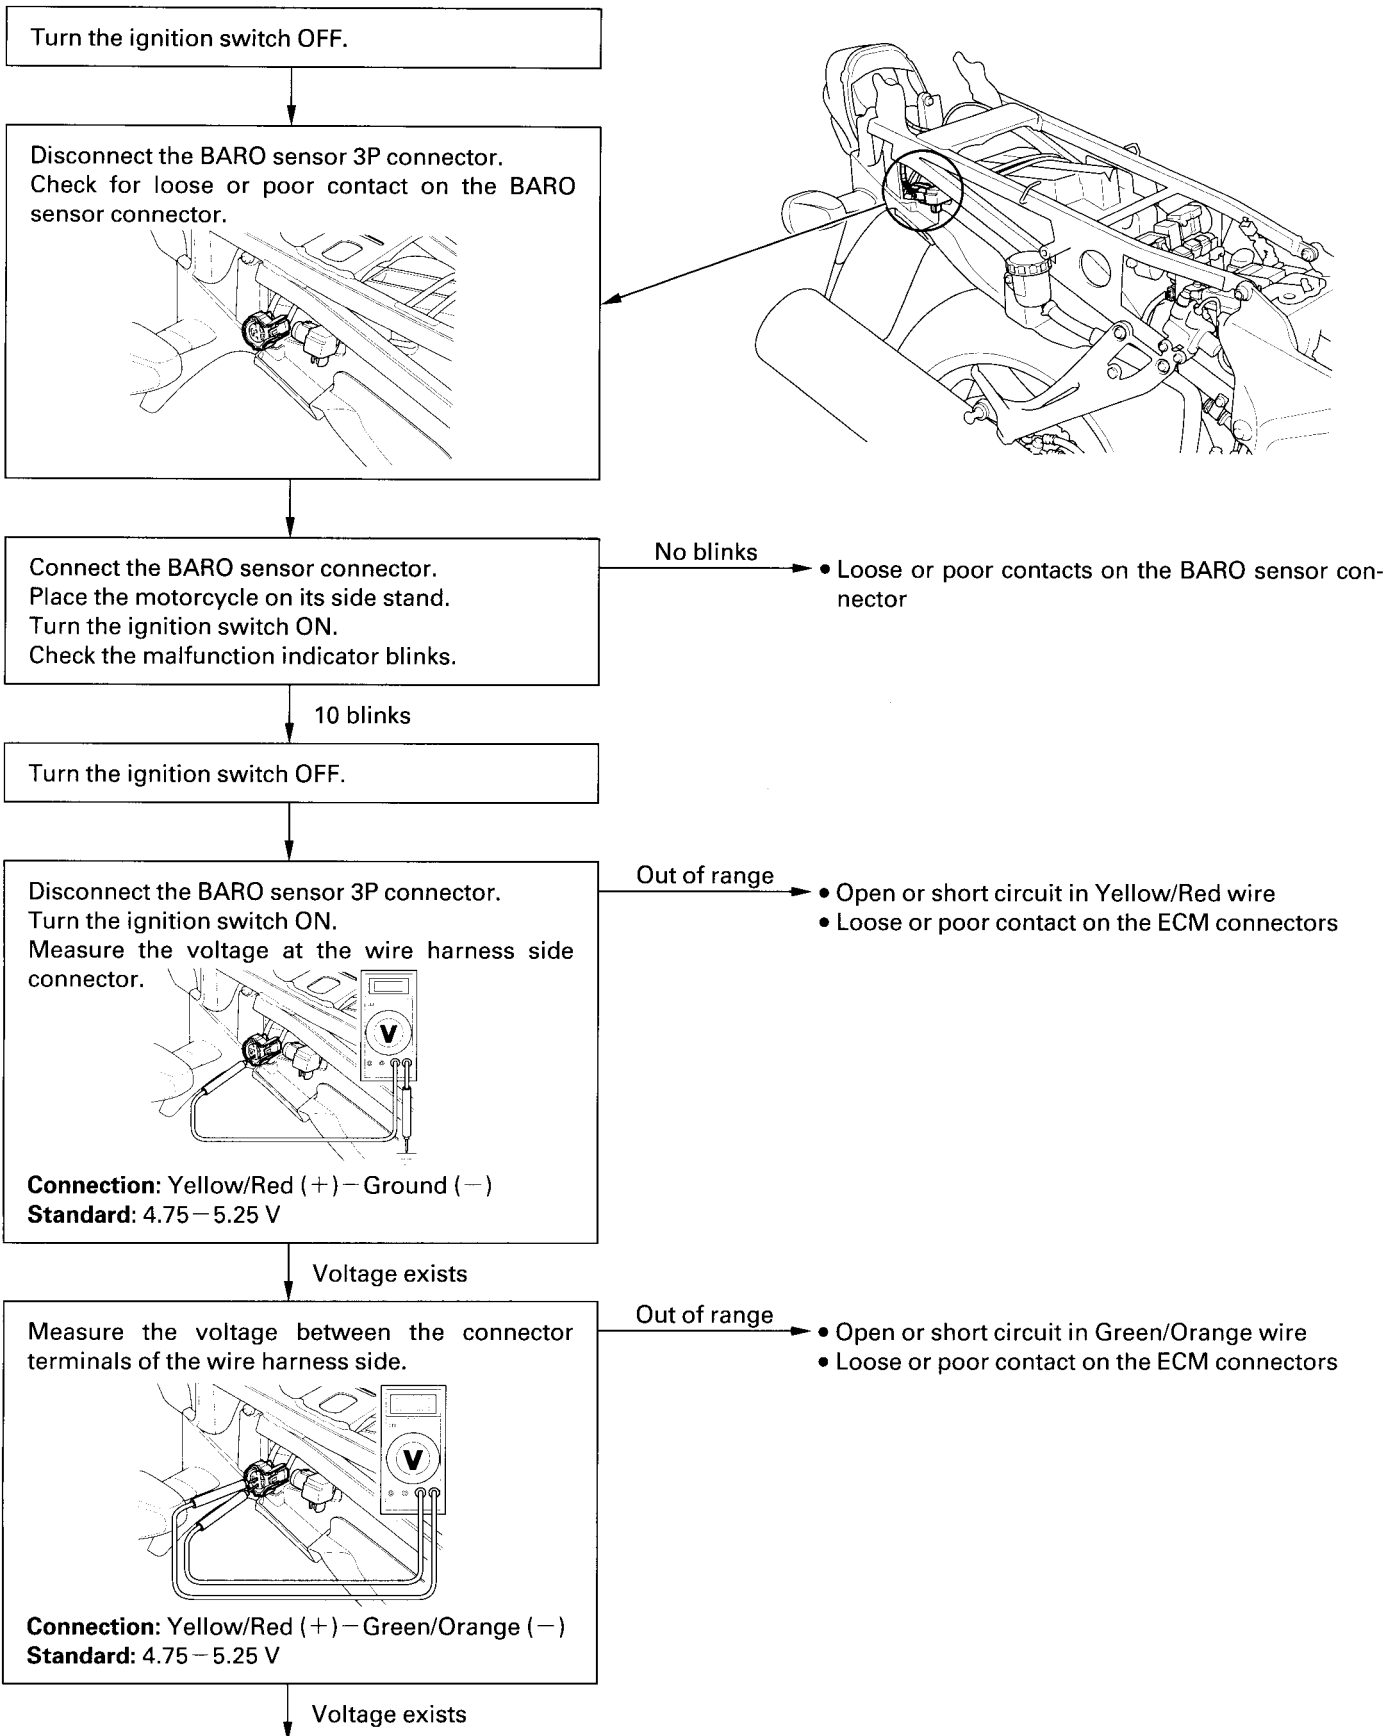 Turn the ignition switch OFF.
Disconnect the BARO sensor 3P connector.
Check for loose or poor contact on the BARO
sensor connector.
Connect the BARO sensor connector.
Place the motorcycle on its side stand.
Turn the ignition switch ON.
Check the malfunction indicator blinks.
No blinks
• Loose or poor contacts on the BARO sensor con-
nector
10 blinks
Turn the ignition switch OFF.
Disconnect the BARO sensor 3P connector.
Turn the ignition switch ON.
Measure the voltage at the wire harness side
connector.
V
Connection: Yellow/Red (+)–Ground (–)
Standard: 4.75–5.25 V
Out of range
• Open or short circuit in Yellow/Red wire
• Loose or poor contact on the ECM connectors
Voltage exists
Measure the voltage between the connector
terminals of the wire harness side.
V
Connection: Yellow/Red (+)–Green/Orange (–)
Standard: 4.75–5.25 V
Out of range
• Open or short circuit in Green/Orange wire
• Loose or poor contact on the ECM connectors
Voltage exists